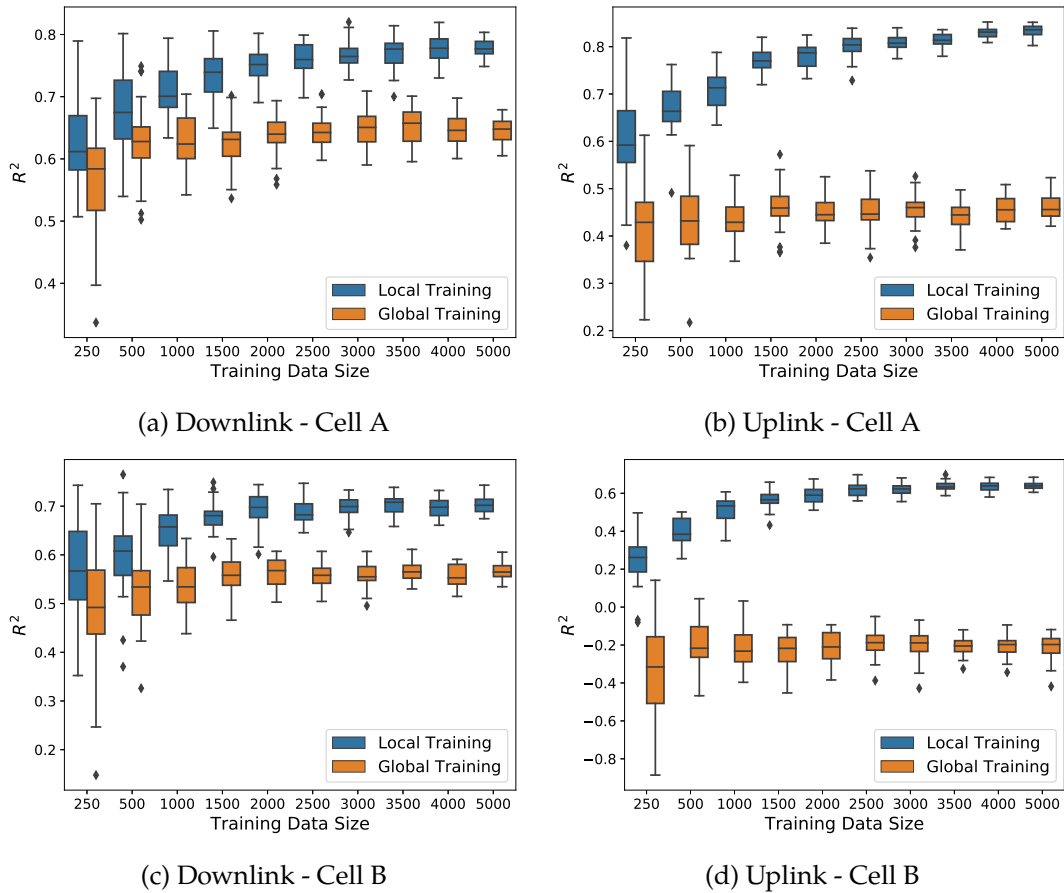 0.8
0.7
0.6
0.5
0.4
R²
250 500 1000 1500 2000 2500 3000 3500 4000 5000
Training Data Size
Local Training
Global Training
(a) Downlink - Cell A
0.8
0.7
0.6
0.5
0.4
0.3
0.2
R²
250 500 1000 1500 2000 2500 3000 3500 4000 5000
Training Data Size
Local Training
Global Training
(b) Uplink - Cell A
0.7
0.6
0.5
0.4
0.3
0.2
R²
250 500 1000 1500 2000 2500 3000 3500 4000 5000
Training Data Size
Local Training
Global Training
(c) Downlink - Cell B
0.6
0.4
0.2
0.0
−0.2
−0.4
−0.6
−0.8
R²
250 500 1000 1500 2000 2500 3000 3500 4000 5000
Training Data Size
Local Training
Global Training
(d) Uplink - Cell B